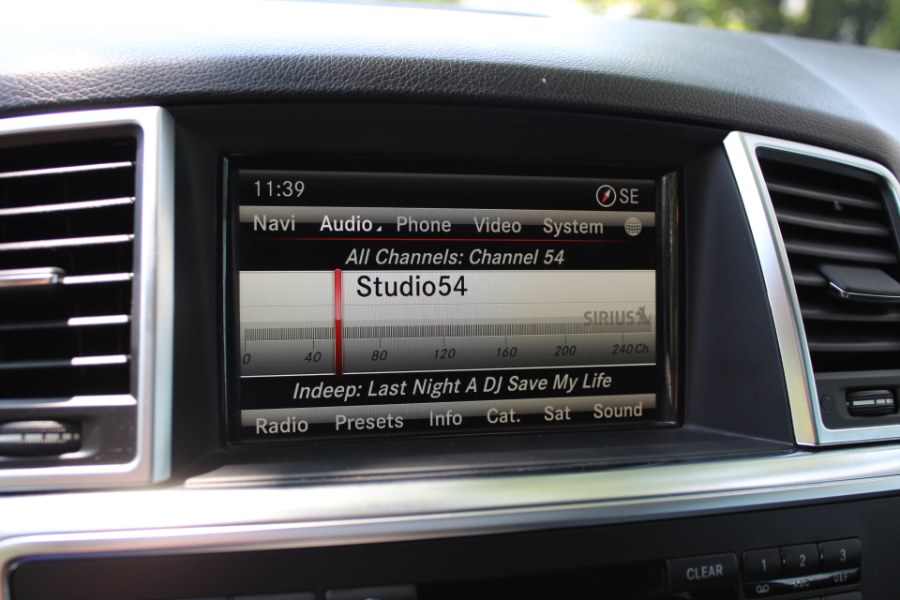 11:39 SE
Navi Audio Phone Video System
All Channels: Channel 54
Studio54
SIRIUS
0 40 80 120 160 200 240 Ch.
Indeep: Last Night A DJ Save My Life
Radio Presets Info Cat. Sat Sound
CLEAR 1 2 3
ABC DEF